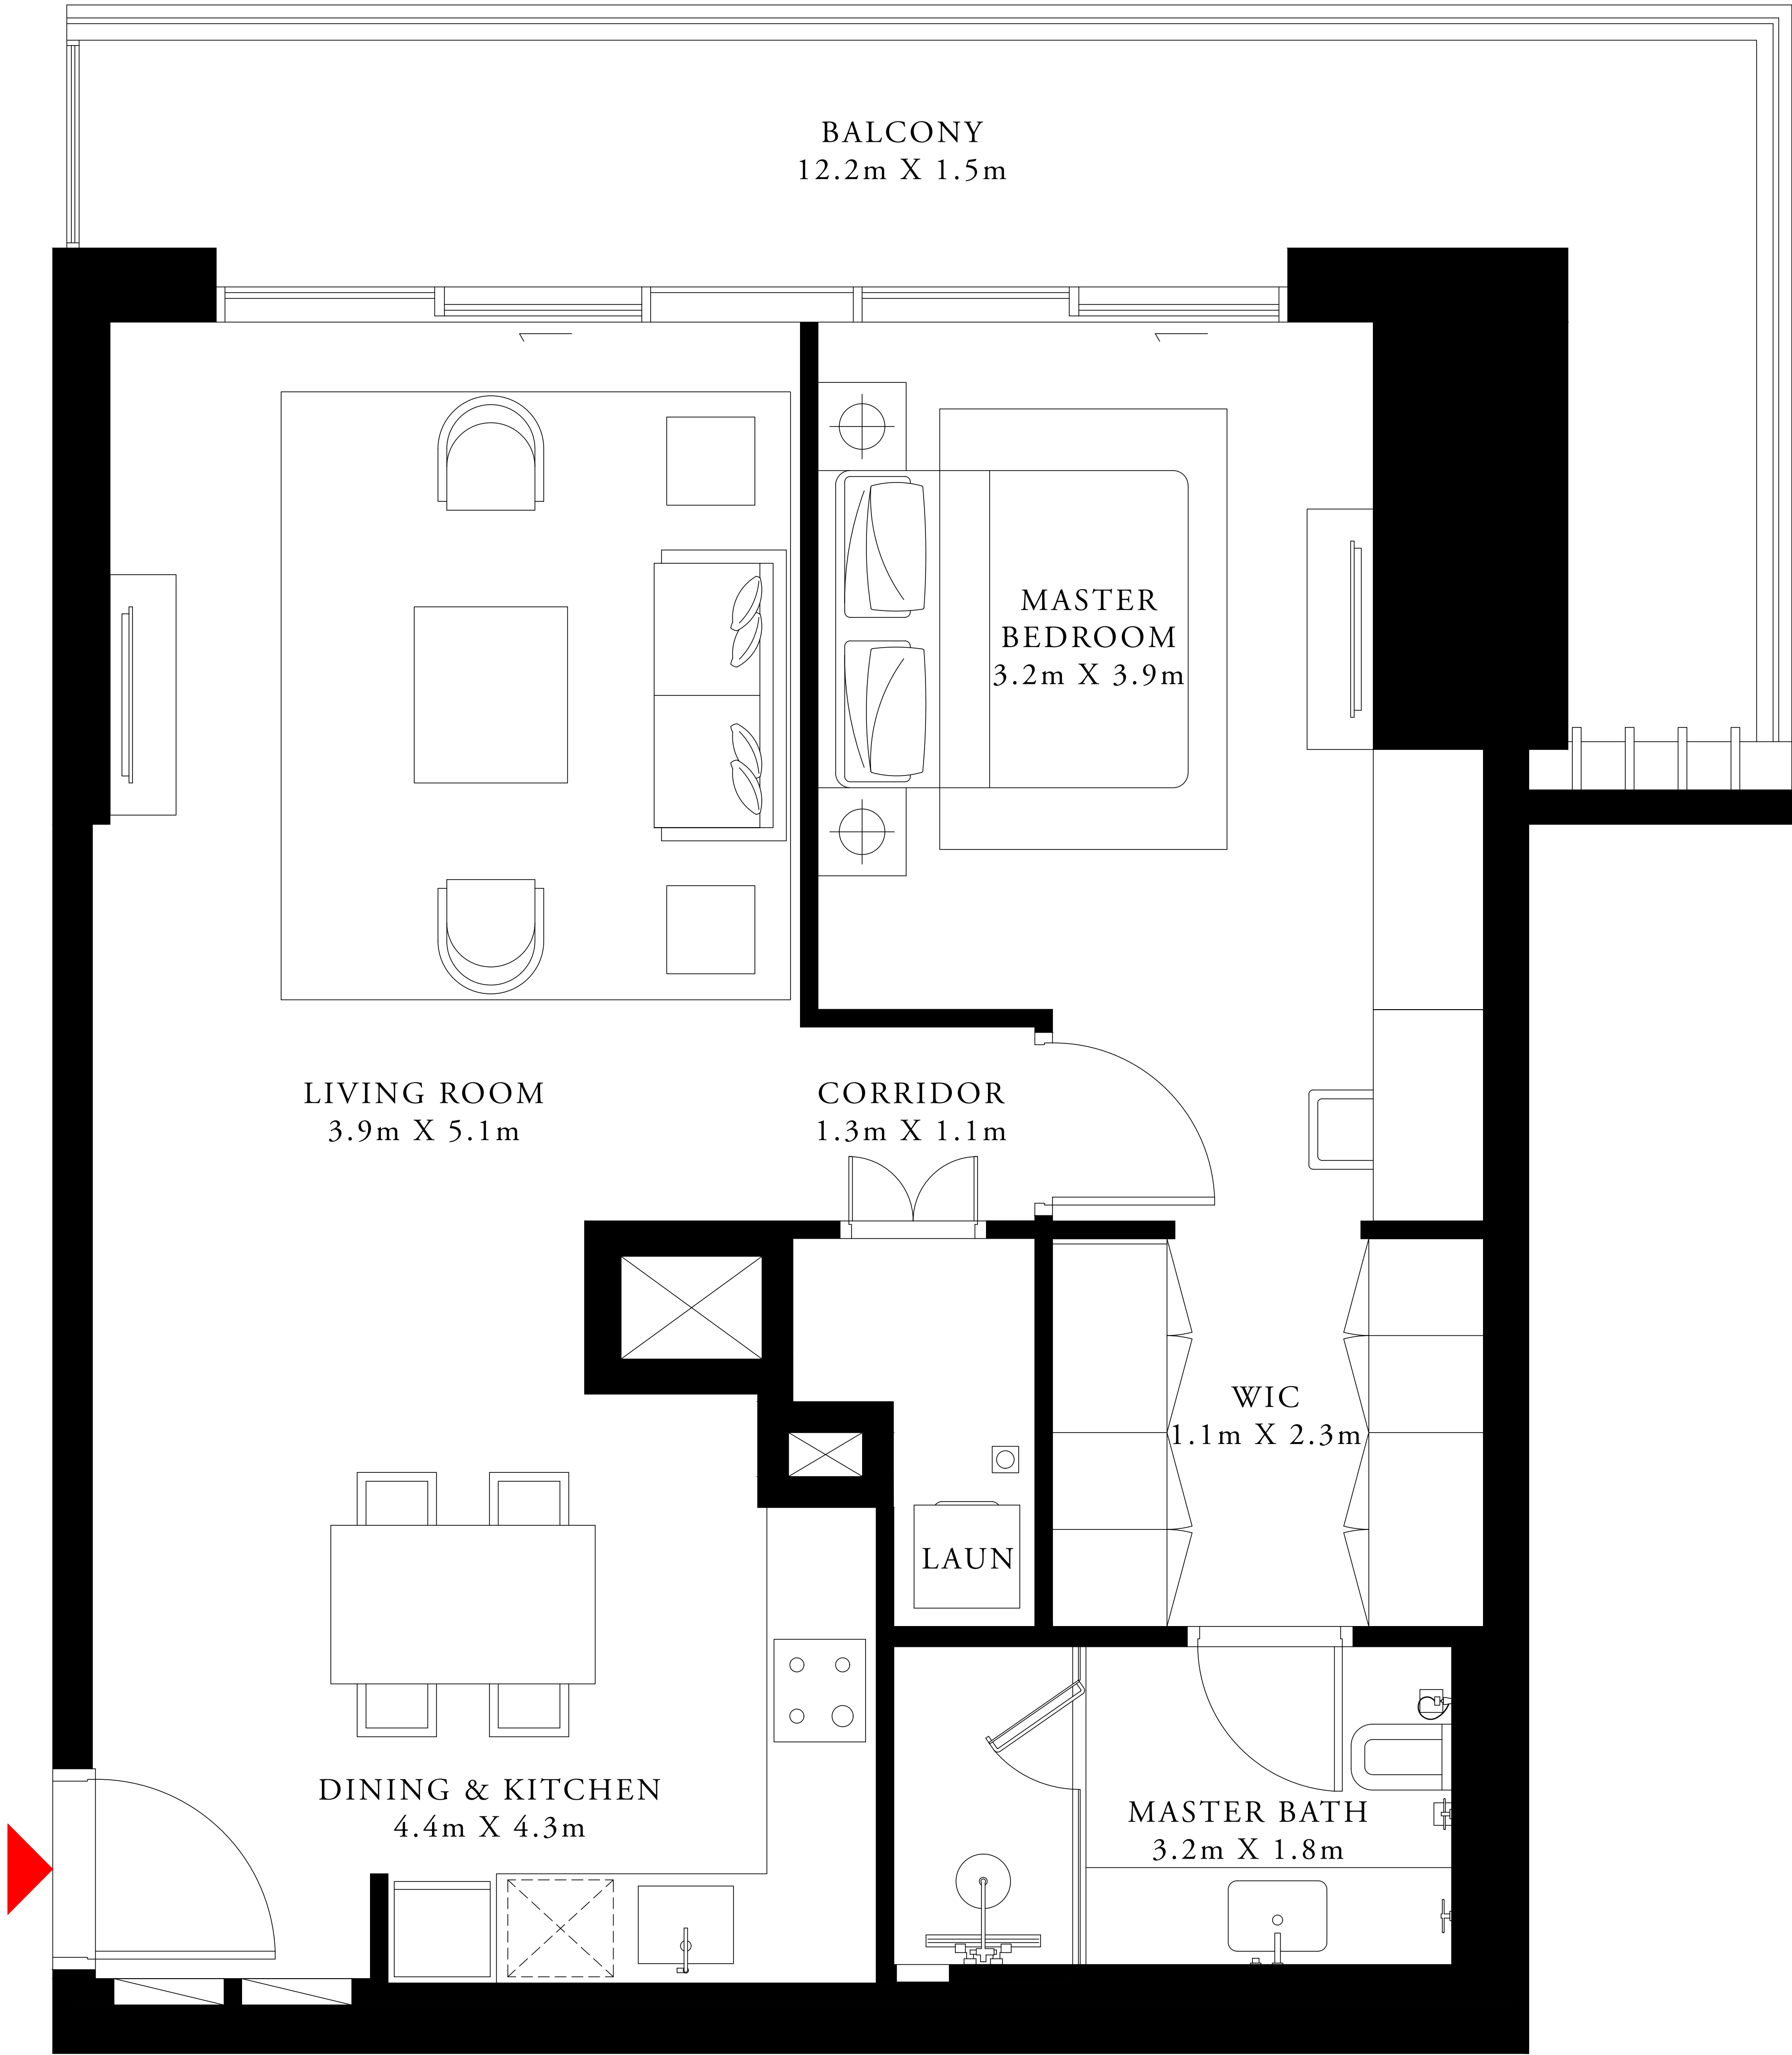 BALCONY
12.2m X 1.5m
MASTER
BEDROOM
3.2m X 3.9m
LIVING ROOM
3.9m X 5.1m
CORRIDOR
1.3m X 1.1m
WIC
1.1m X 2.3m
LAUN
DINING & KITCHEN
4.4m X 4.3m
MASTER BATH
3.2m X 1.8m